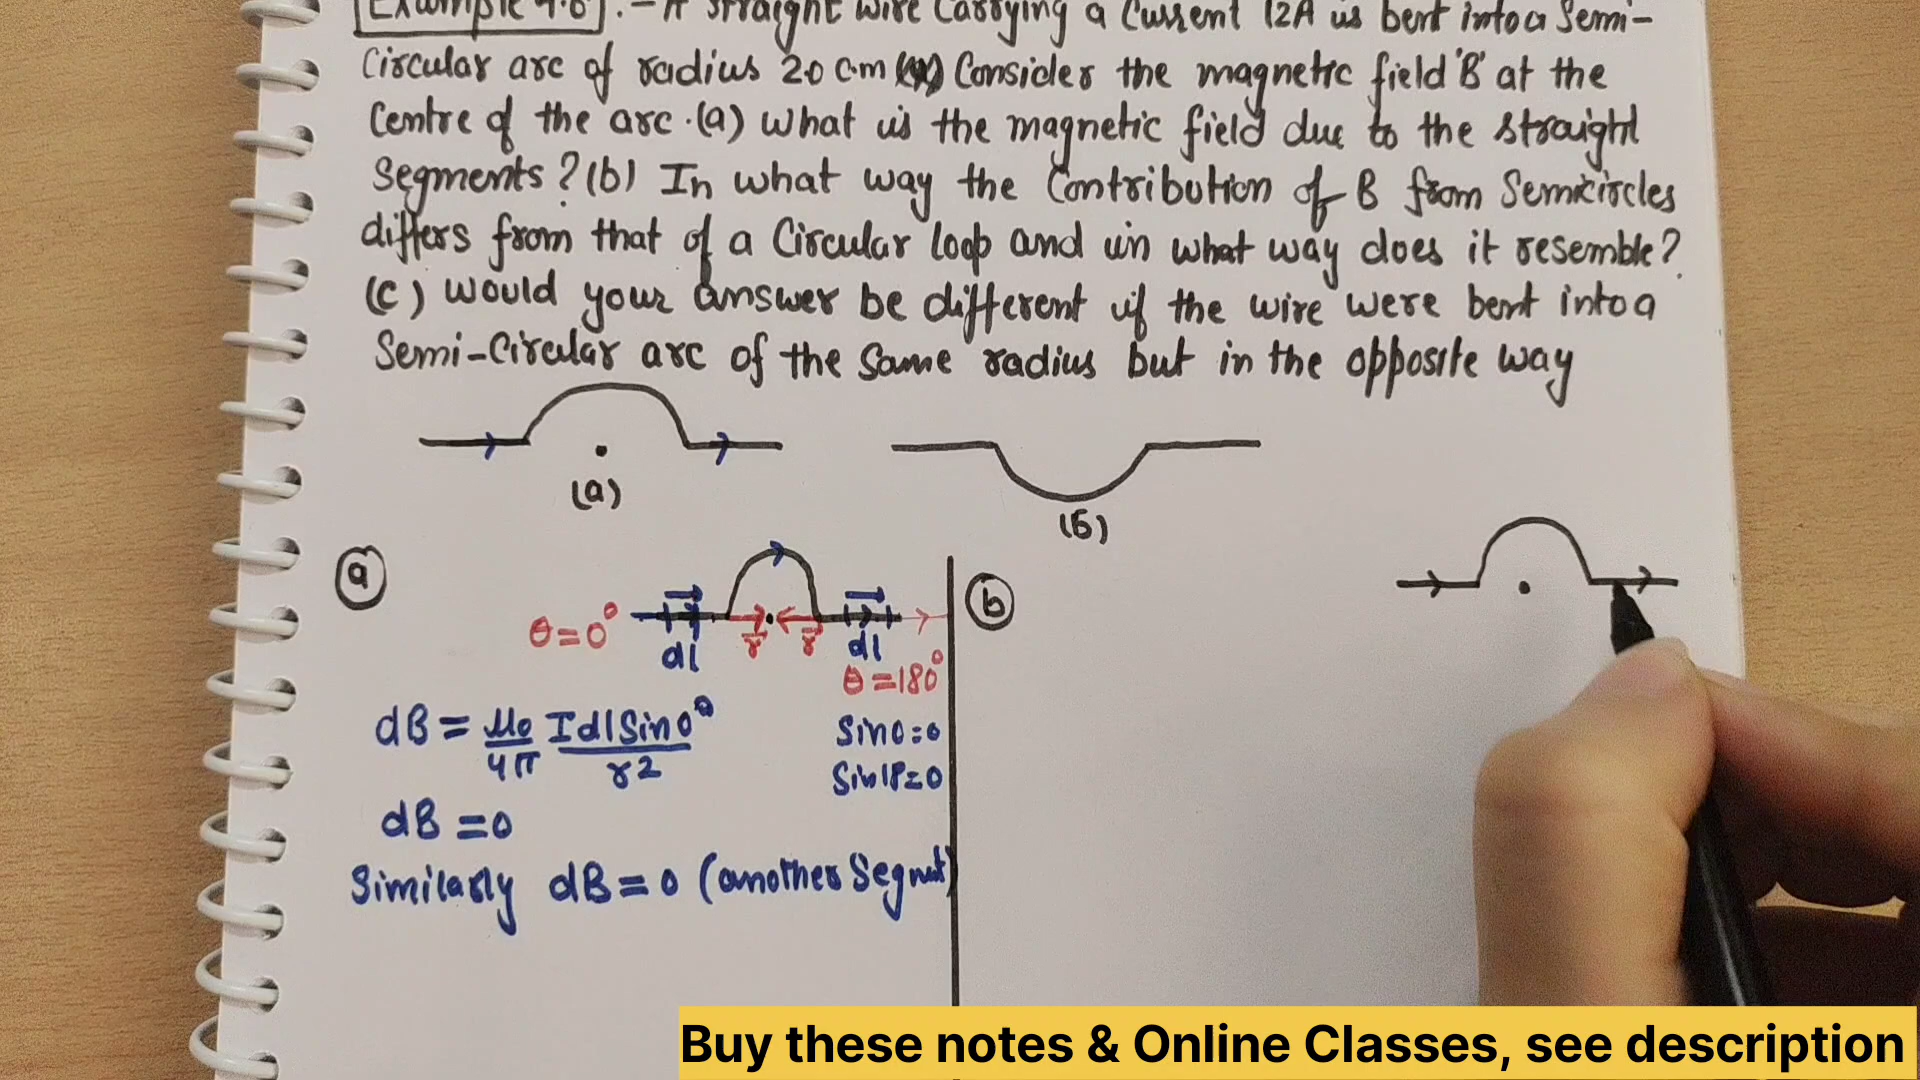 Example 4.6 :- A straight wire Carrying a Current 12A is bent into a Semi-
Circular arc of radius 2.0 cm Consider the magnetic field 'B' at the
Centre of the arc. (a) What is the magnetic field due to the straight
Segments? (b) In what way the Contribution of B from Semicircles
differs from that of a Circular loop and in what way does it resemble?
(c) Would your answer be different if the wire were bent into a
Semi-Circular arc of the Same radius but in the opposite way
(a)
(b)
a
θ=0°
dl
r
r
dl
θ=180°
b
dB = μ0/4π Idl Sin0°/r2
Sin0=0
dB =0
Similarly dB=0 (another
Buy these notes & Online Classes, see description